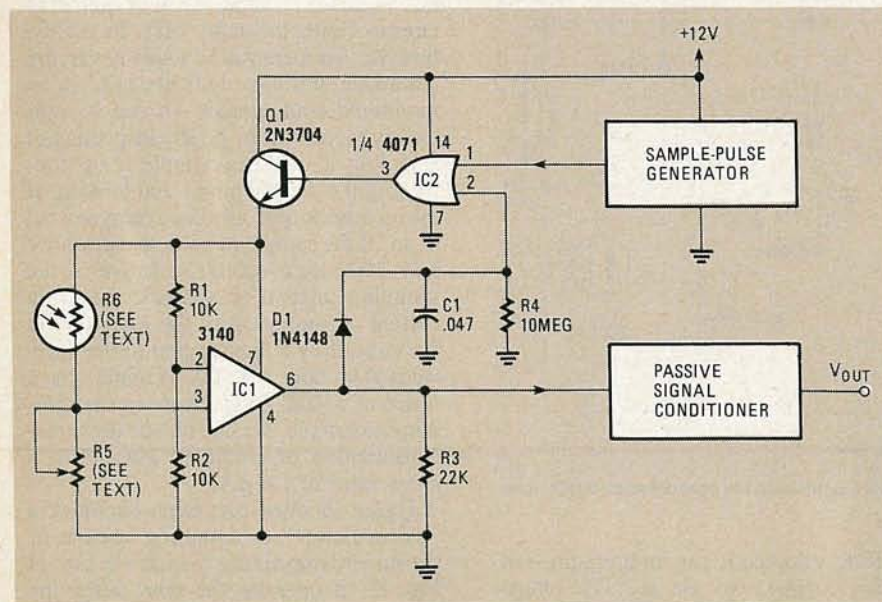 +12V
Q1
2N3704
1/4 4071
14
3
IC2
1
2
7
SAMPLE-PULSE
GENERATOR
R6
(SEE
TEXT)
R1
10K
3140
D1
1N4148
C1
.047
R4
10MEG
2
7
IC1
6
3
4
PASSIVE
SIGNAL
CONDITIONER
VOUT
R5
(SEE
TEXT)
R2
10K
R3
22K